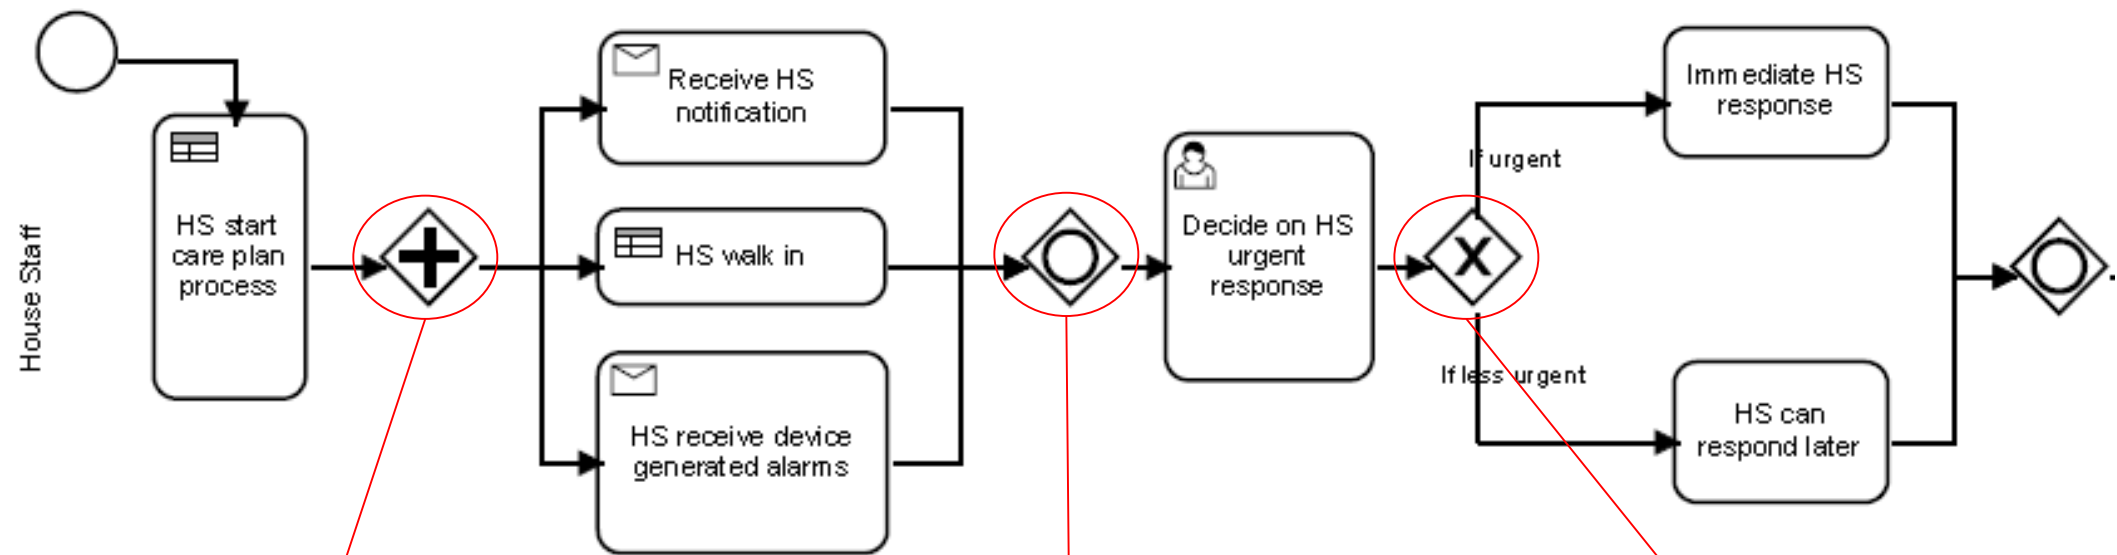 House Staff
HS start
care plan
process
Receive HS
notification
HS walk in
HS receive device
generated alarms
Decide on HS
urgent
response
X
If urgent
If less urgent
Immediate HS
response
HS can
respond later